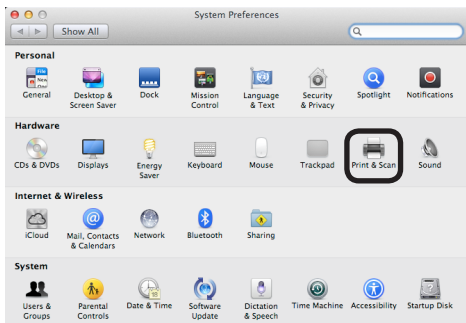 System Preferences
Show All
Personal
General
Desktop &
Screen Saver
Dock
Mission
Control
Language
& Text
Security
& Privacy
Spotlight
Notifications
Hardware
CDs & DVDs
Displays
Energy
Saver
Keyboard
Mouse
Trackpad
Print & Scan
Sound
Internet & Wireless
iCloud
Mail, Contacts
& Calendars
Network
Bluetooth
Sharing
System
Users &
Groups
Parental
Controls
Date & Time
Software
Update
Dictation
& Speech
Time Machine
Accessibility
Startup Disk